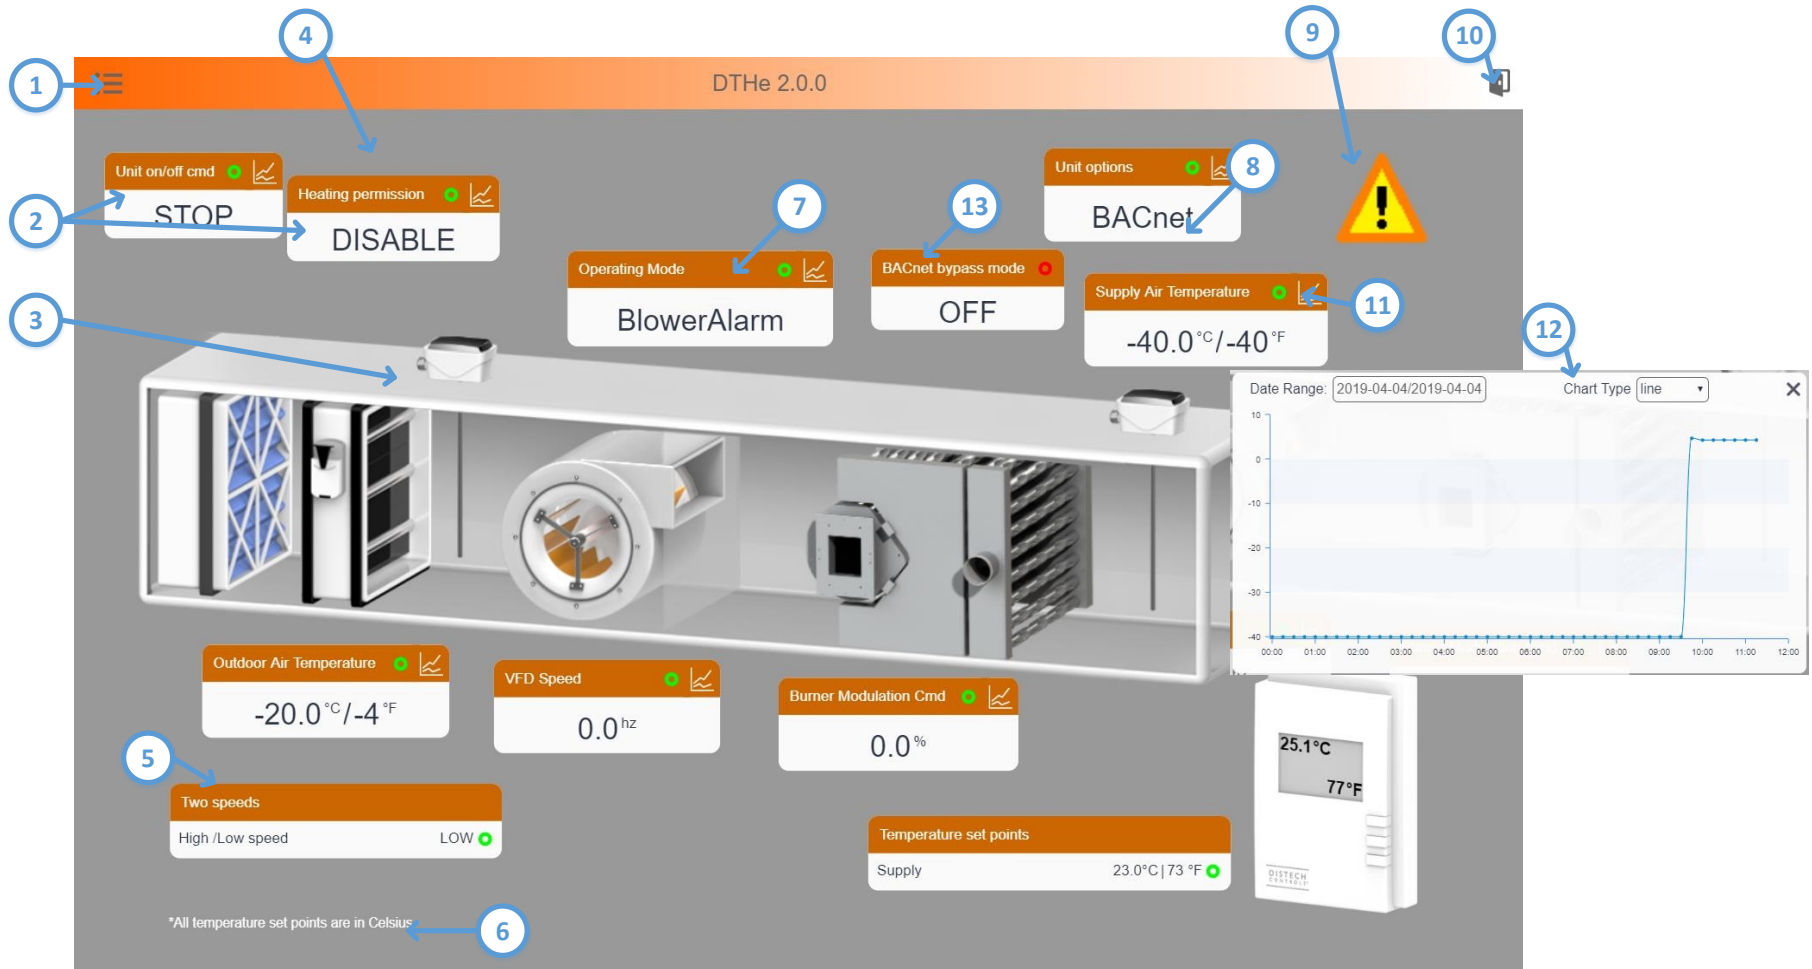 4
9
10
1
DTHe 2.0.0
Unit on/off cmd
STOP
Heating permission
DISABLE
2
7
13
Unit options
8
BACnet
Operating Mode
BlowerAlarm
BACnet bypass mode
OFF
Supply Air Temperature
-40.0°C/-40°F
11
3
12
Date Range: 2019-04-04/2019-04-04
Chart Type line
10
0
-10
-20
-30
-40
00:00 01:00 02:00 03:00 04:00 05:00 06:00 07:00 08:00 09:00 10:00 11:00 12:00
Outdoor Air Temperature
-20.0°C/-4°F
VFD Speed
0.0hz
Burner Modulation Cmd
0.0%
25.1°C
77°F
5
Two speeds
High /Low speed LOW
Temperature set points
Supply 23.0°C| 73 °F
DISTECH
CONTROLS
*All temperature set points are in Celsius
6